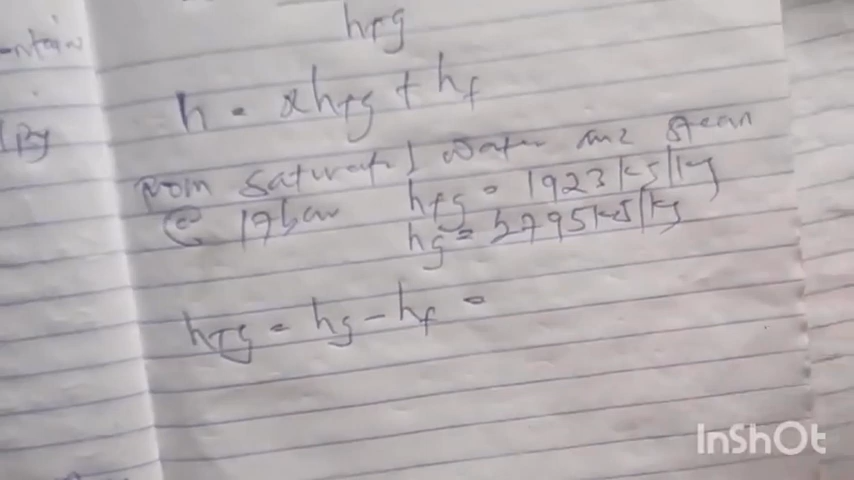 hfg
h = xhfg + hf
By
From saturated water and steam
@ 17bar hfg = 1923 kJ/kg
hg = 2795 kJ/kg
hfg = hg - hf =
InShOt